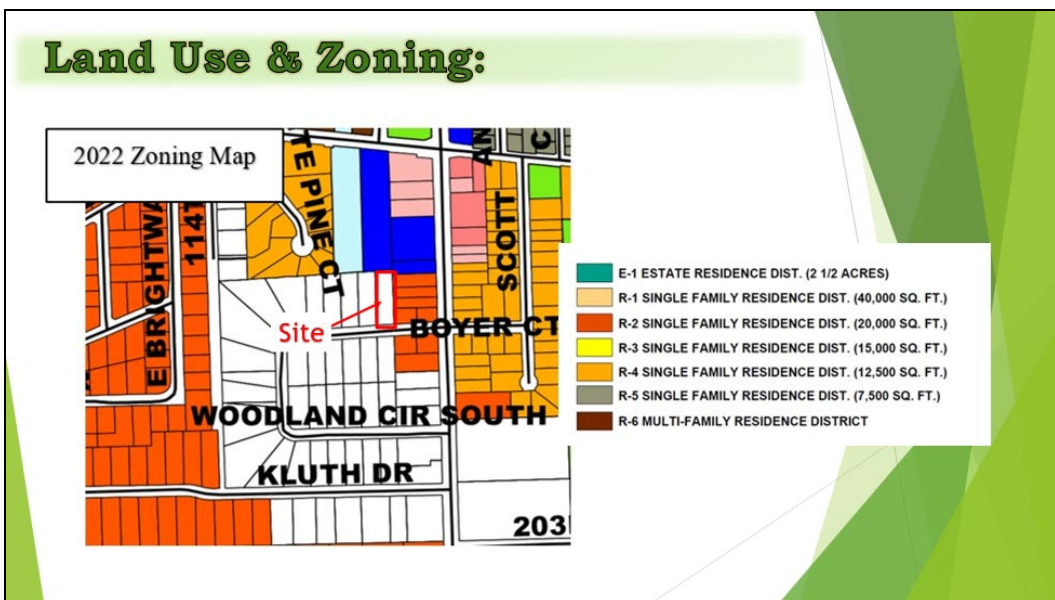 Land Use & Zoning:
2022 Zoning Map
TE PINE CT
AN
C
114T
E BRIGHTWA
SCOTT
Site
BOYER CT
WOODLAND CIR SOUTH
KLUTH DR
203
E-1 ESTATE RESIDENCE DIST. (2 1/2 ACRES)
R-1 SINGLE FAMILY RESIDENCE DIST. (40,000 SQ. FT.)
R-2 SINGLE FAMILY RESIDENCE DIST. (20,000 SQ. FT.)
R-3 SINGLE FAMILY RESIDENCE DIST. (15,000 SQ. FT.)
R-4 SINGLE FAMILY RESIDENCE DIST. (12,500 SQ. FT.)
R-5 SINGLE FAMILY RESIDENCE DIST. (7,500 SQ. FT.)
R-6 MULTI-FAMILY RESIDENCE DISTRICT